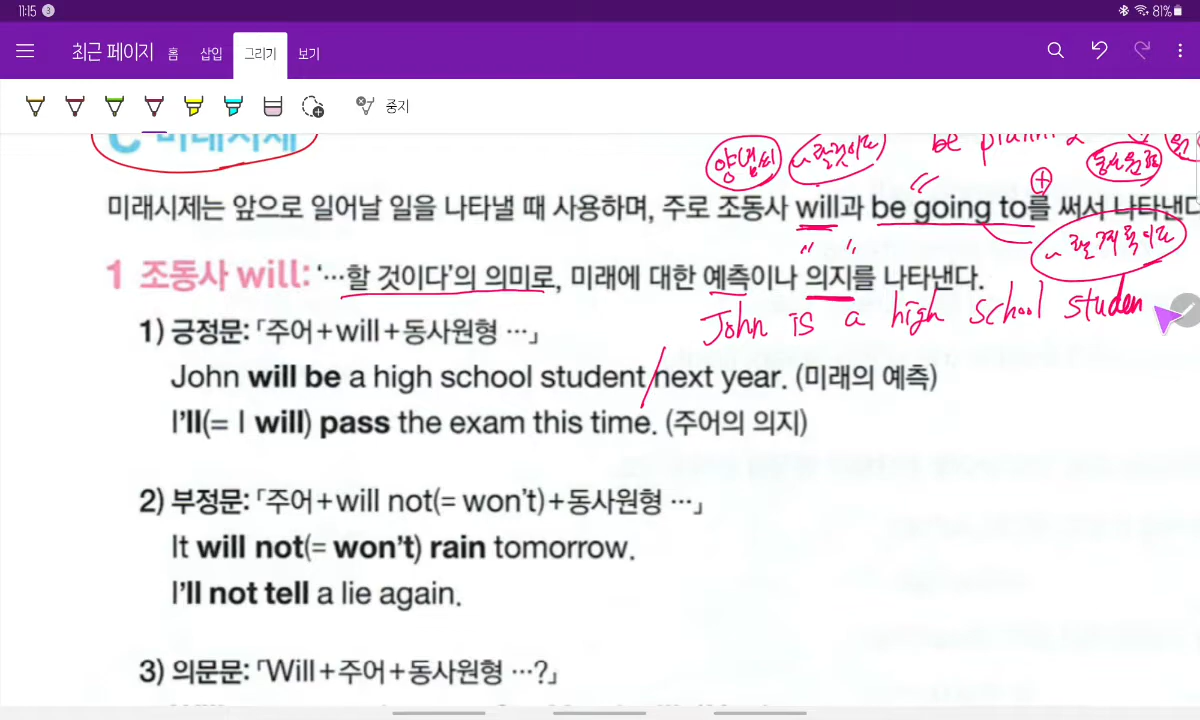 11:15 3 81%
최근 페이지 홈 삽입 그리기 보기
중지
C 미래시제
양념씨 ~할것이다 be 동사원형
미래시제는 앞으로 일어날 일을 나타낼 때 사용하며, 주로 조동사 will과 be going to를 써서 나타낸다
1 조동사 will: ‘…할 것이다’의 의미로, 미래에 대한 예측이나 의지를 나타낸다.
John is a high school studen
1) 긍정문: 「주어+will+동사원형 …」
John will be a high school student / next year. (미래의 예측)
I’ll(= I will) pass the exam this time. (주어의 의지)
2) 부정문: 「주어+will not(= won’t)+동사원형 …」
It will not(= won’t) rain tomorrow.
I’ll not tell a lie again.
3) 의문문: 「Will+주어+동사원형 …?」